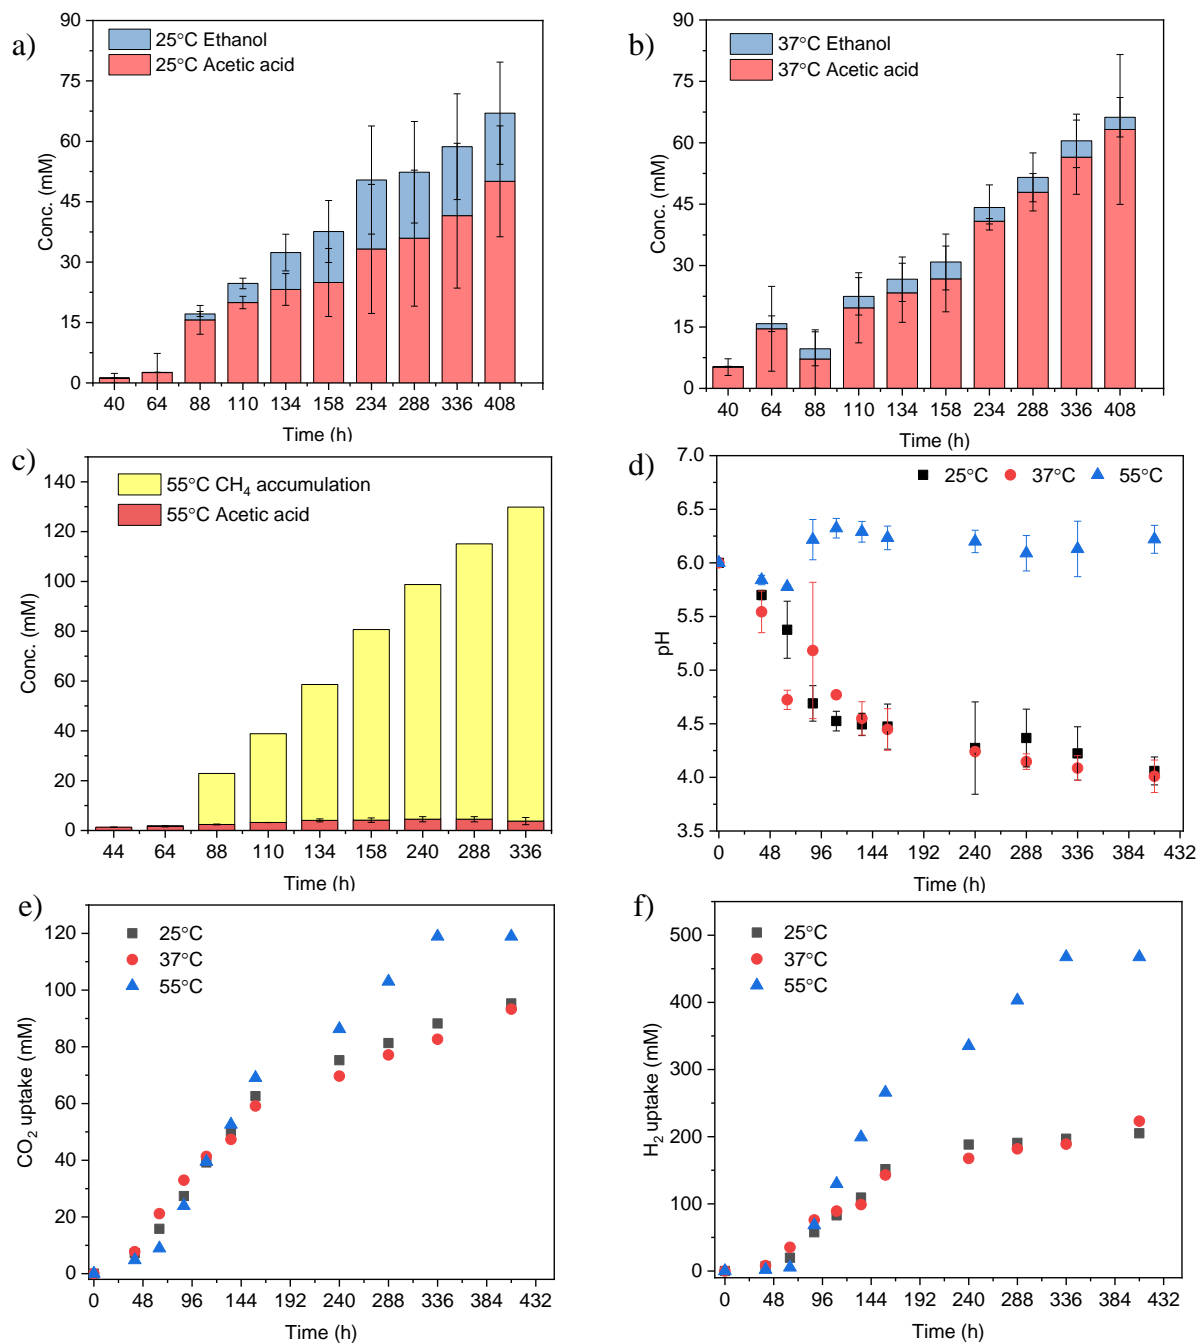 a)
25°C Ethanol
25°C Acetic acid
90
75
60
45
30
15
0
Conc. (mM)
40 64 88 110 134 158 234 288 336 408
Time (h)
b)
37°C Ethanol
37°C Acetic acid
90
75
60
45
30
15
0
Conc. (mM)
40 64 88 110 134 158 234 288 336 408
Time (h)
c)
55°C CH₄ accumulation
55°C Acetic acid
140
120
100
80
60
40
20
0
Conc. (mM)
44 64 88 110 134 158 240 288 336
Time (h)
d)
25°C 37°C 55°C
7.0
6.5
6.0
5.5
5.0
4.5
4.0
3.5
pH
0 48 96 144 192 240 288 336 384 432
Time (h)
e)
25°C
37°C
55°C
120
100
80
60
40
20
0
CO₂ uptake (mM)
0 48 96 144 192 240 288 336 384 432
Time (h)
f)
25°C
37°C
55°C
500
400
300
200
100
0
H₂ uptake (mM)
0 48 96 144 192 240 288 336 384 432
Time (h)